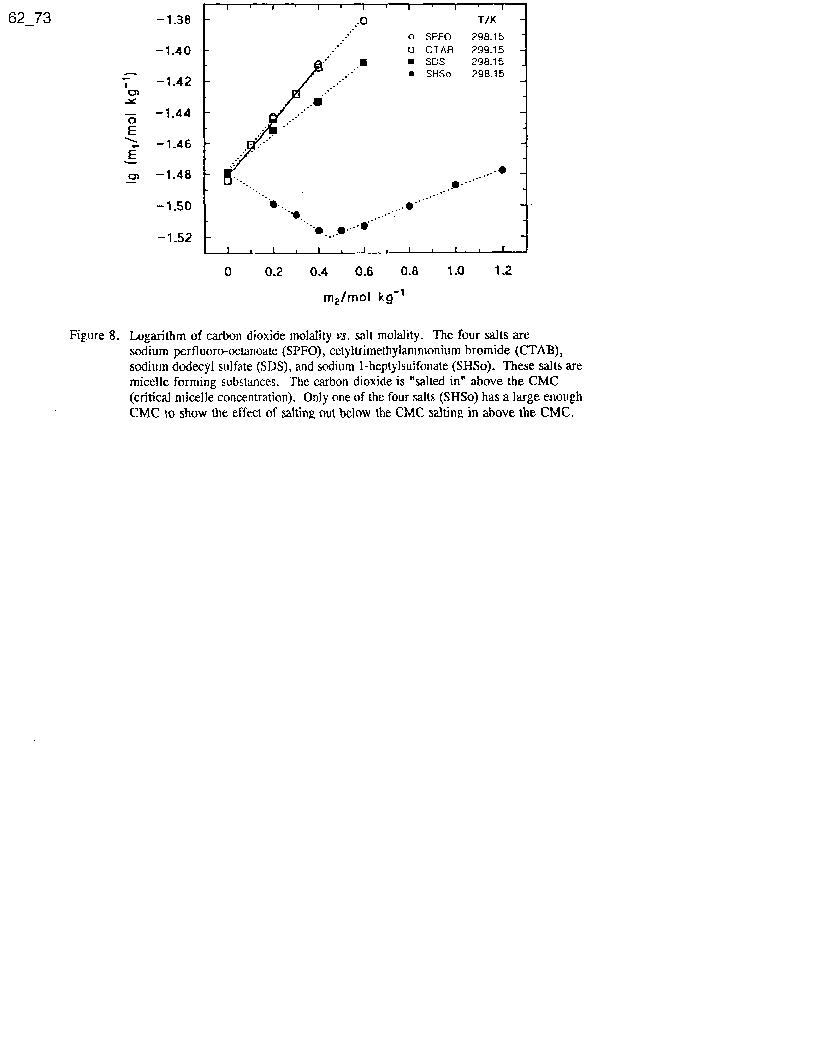 62_73
-1.38
-1.40
-1.42
-1.44
-1.46
-1.48
-1.50
-1.52
lg (m₁/mol kg⁻¹)
T/K
SPFO 298.15
CTAB 299.15
SDS 298.15
SHSo 298.15
0 0.2 0.4 0.6 0.8 1.0 1.2
m₂/mol kg⁻¹
Figure 8. Logarithm of carbon dioxide molality vs. salt molality. The four salts are
sodium perfluoro-octanoate (SPFO), cetyltrimethylammonium bromide (CTAB),
sodium dodecyl sulfate (SDS), and sodium 1-heptylsulfonate (SHSo). These salts are
micelle forming substances. The carbon dioxide is "salted in" above the CMC
(critical micelle concentration). Only one of the four salts (SHSo) has a large enough
CMC to show the effect of salting out below the CMC salting in above the CMC.